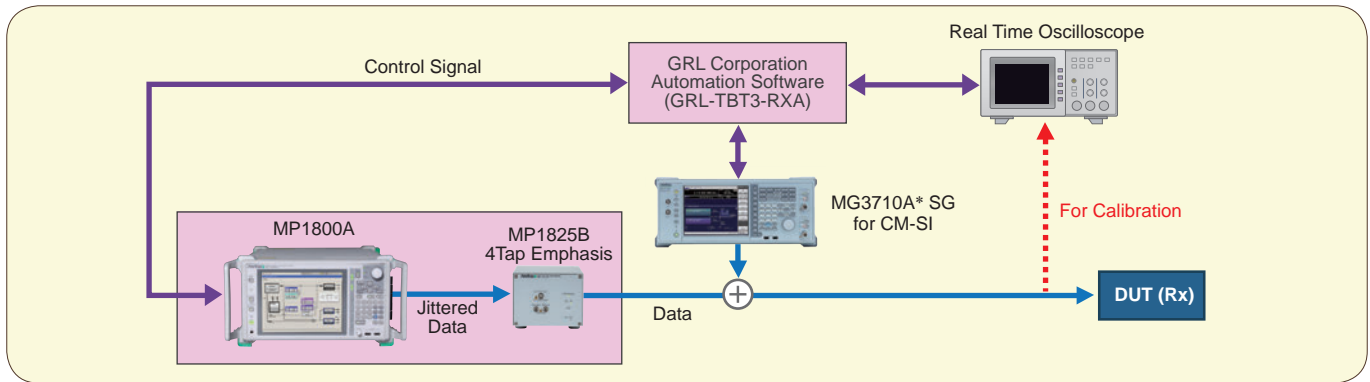 Real Time Oscilloscope
Control Signal
GRL Corporation
Automation Software
(GRL-TBT3-RXA)
MG3710A* SG
for CM-SI
For Calibration
MP1800A
MP1825B
4Tap Emphasis
Jittered
Data
Data
+
DUT (Rx)